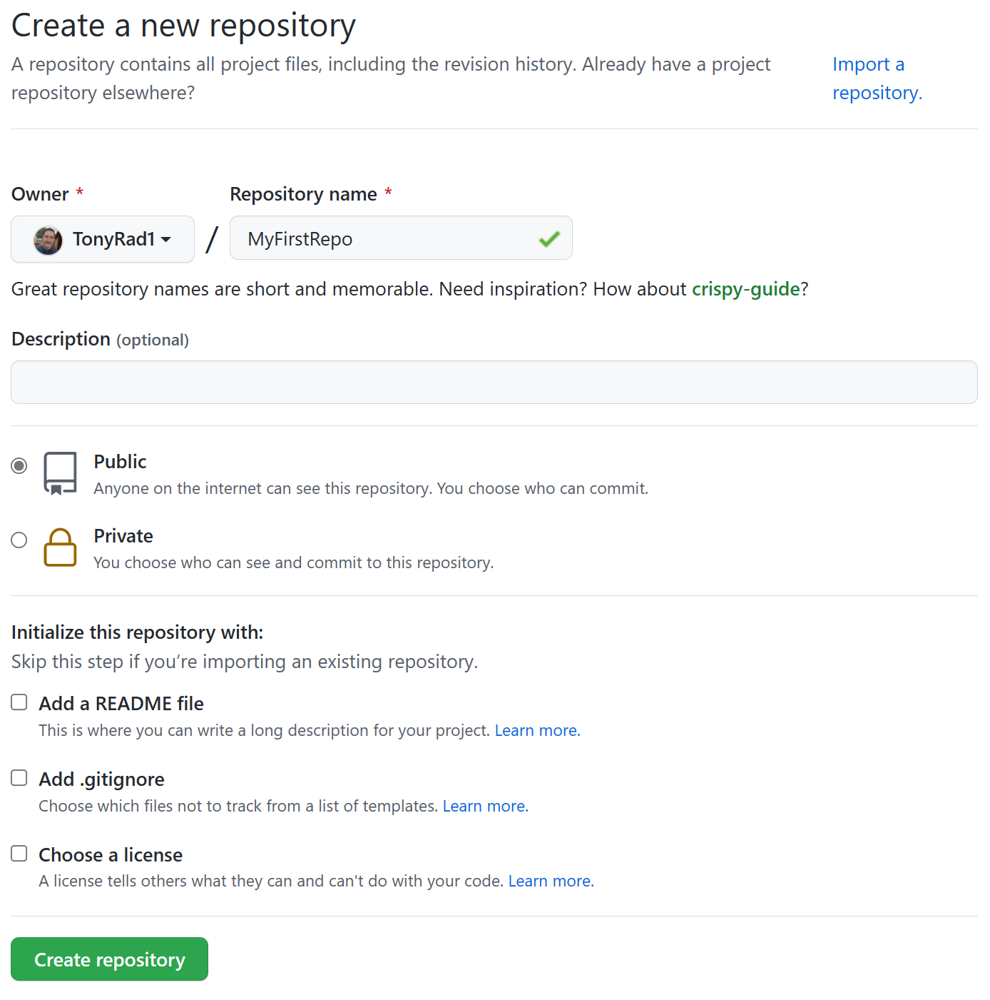 Create a new repository
A repository contains all project files, including the revision history. Already have a project
repository elsewhere?
Import a
repository.
Owner *
Repository name *
TonyRad1
/
MyFirstRepo
Great repository names are short and memorable. Need inspiration? How about crispy-guide?
Description (optional)
Public
Anyone on the internet can see this repository. You choose who can commit.
Private
You choose who can see and commit to this repository.
Initialize this repository with:
Skip this step if you’re importing an existing repository.
Add a README file
This is where you can write a long description for your project. Learn more.
Add .gitignore
Choose which files not to track from a list of templates. Learn more.
Choose a license
A license tells others what they can and can't do with your code. Learn more.
Create repository